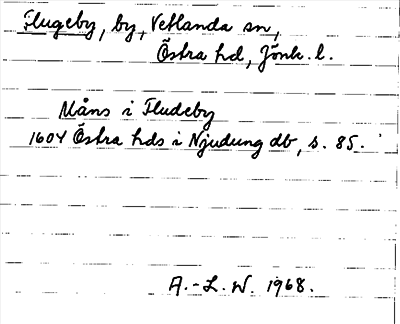 Flugeby, by, Vetlanda sn,
Östra hd, Jönk. l.
Måns i Fludeby
1604 Östra hds i Njudung db, s. 85.
A.-L. W. 1968.